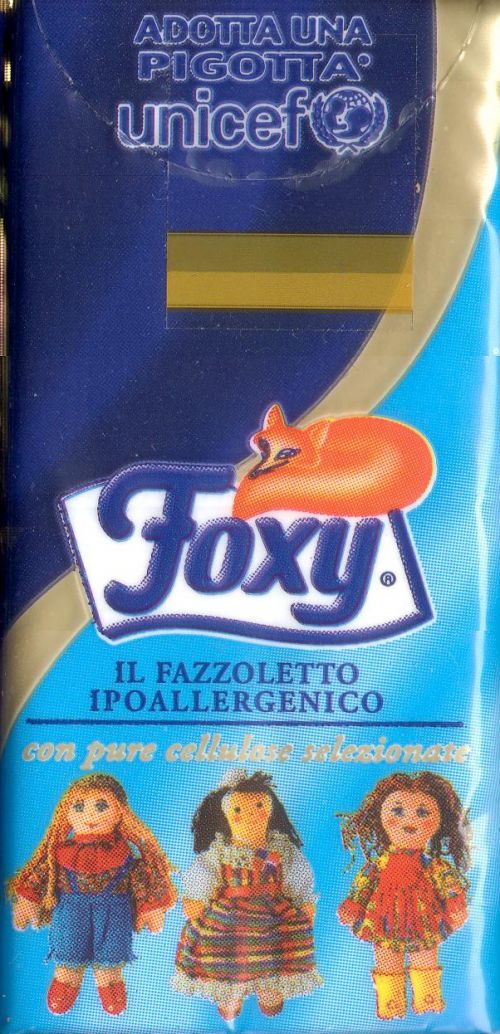 ADOTTA UNA
PIGOTTA®
unicef
Foxy®
IL FAZZOLETTO
IPOALLERGENICO
con pure cellulose selezionate